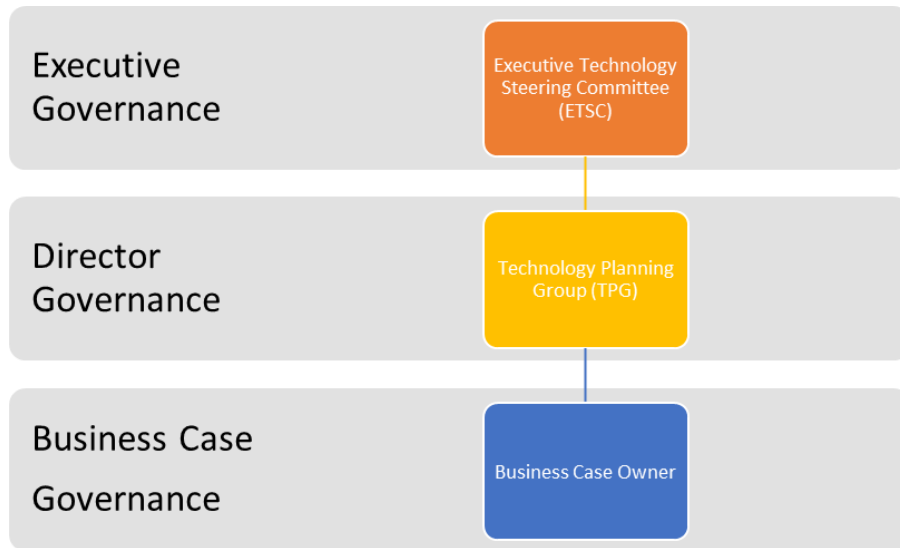 Executive
Governance
Executive Technology
Steering Committee
(ETSC)
Director
Governance
Technology Planning
Group (TPG)
Business Case
Governance
Business Case Owner